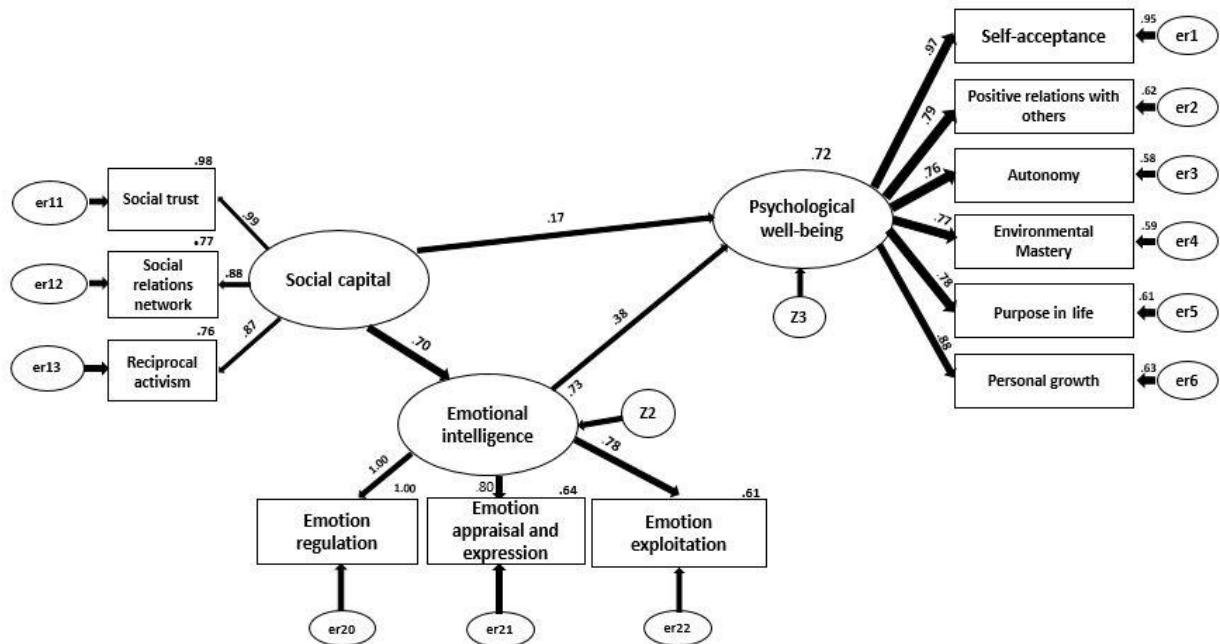 .95
Self-acceptance
er1
.97
.62
Positive relations with
others
er2
.79
.72
.58
Autonomy
er3
.76
.98
Social trust
er11
.99
Psychological
well-being
.17
.77
.59
Environmental
Mastery
er4
.77
Social
relations
network
er12
.88
Social capital
.78
.61
Purpose in life
er5
Z3
.38
.76
.87
Reciprocal
activism
er13
.70
.88
.63
Personal growth
er6
.73
Emotional
intelligence
Z2
.78
1.00
1.00
.80
.64
.61
Emotion
regulation
Emotion
appraisal and
expression
Emotion
exploitation
er20
er21
er22